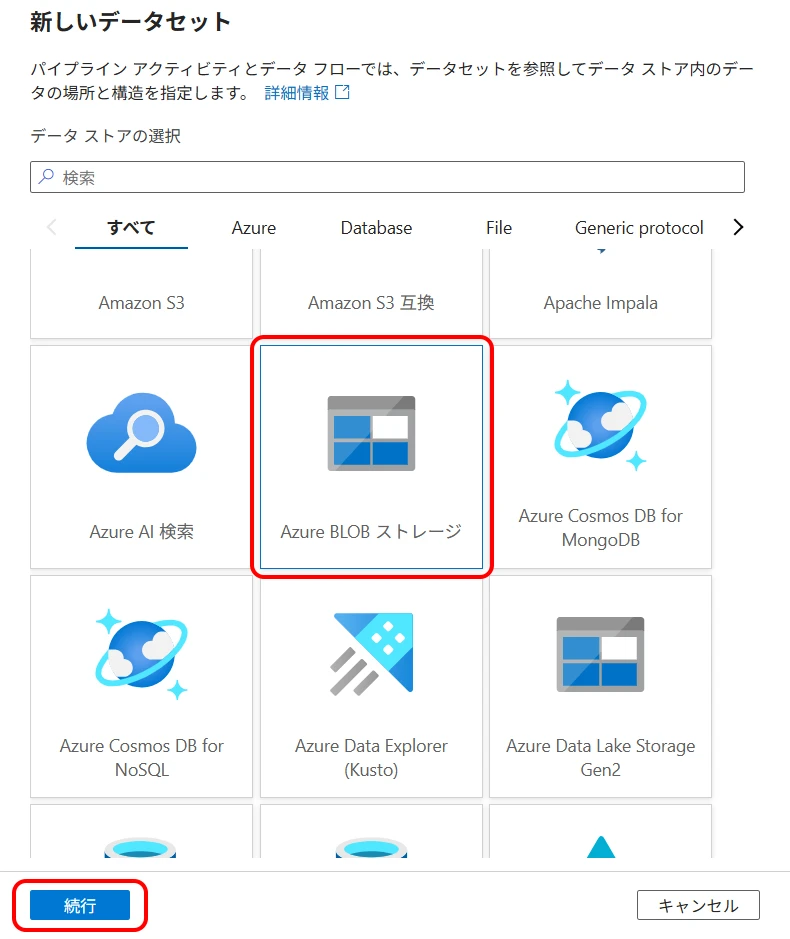 新しいデータセット
パイプライン アクティビティとデータ フローでは、データセットを参照してデータ ストア内のデー
タの場所と構造を指定します。 詳細情報
データ ストアの選択
検索
すべて Azure Database File Generic protocol
Amazon S3 Amazon S3 互換 Apache Impala
Azure AI 検索 Azure BLOB ストレージ Azure Cosmos DB for
MongoDB
Azure Cosmos DB for
NoSQL
Azure Data Explorer
(Kusto)
Azure Data Lake Storage
Gen2
続行 キャンセル